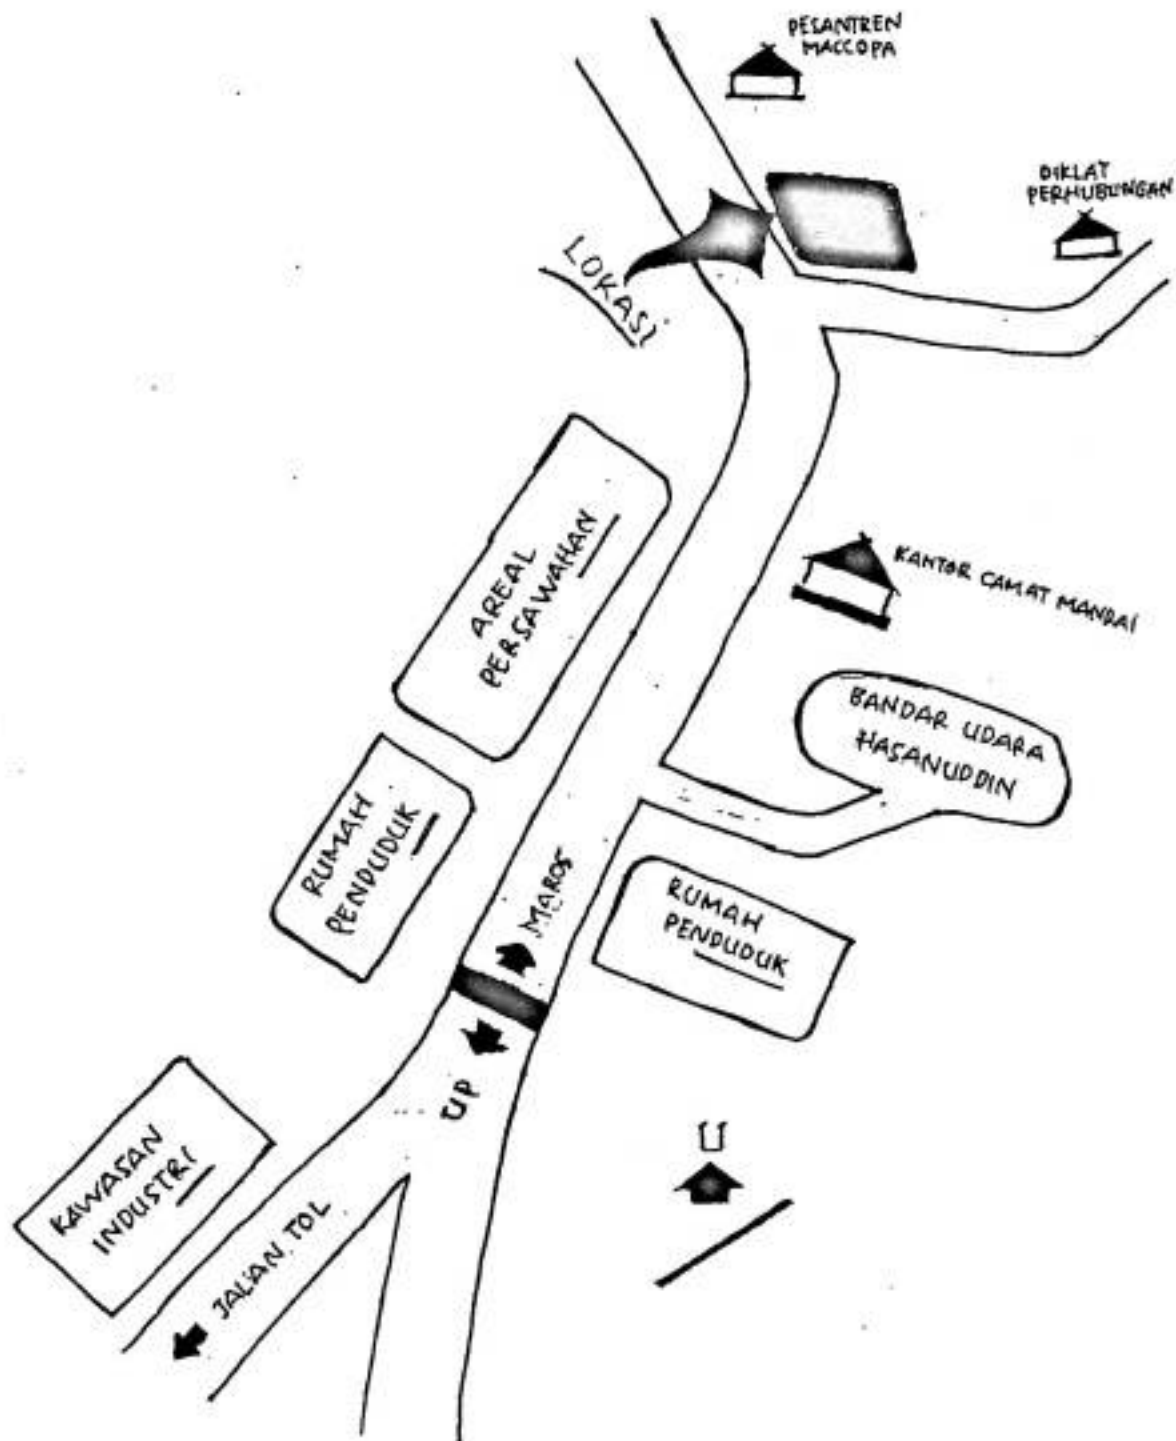 PESANTREN
MACCOPA
DIKLAT
PERHUBUNGAN
LOKASI
AREAL
PERSAWAHAN
KANTOR CAMAT MANDAI
BANDAR UDARA
HASANUDDIN
RUMAH
PENDUDUK
MAROS
RUMAH
PENDUDUK
UP
U
KAWASAN
INDUSTRI
JALAN TOL